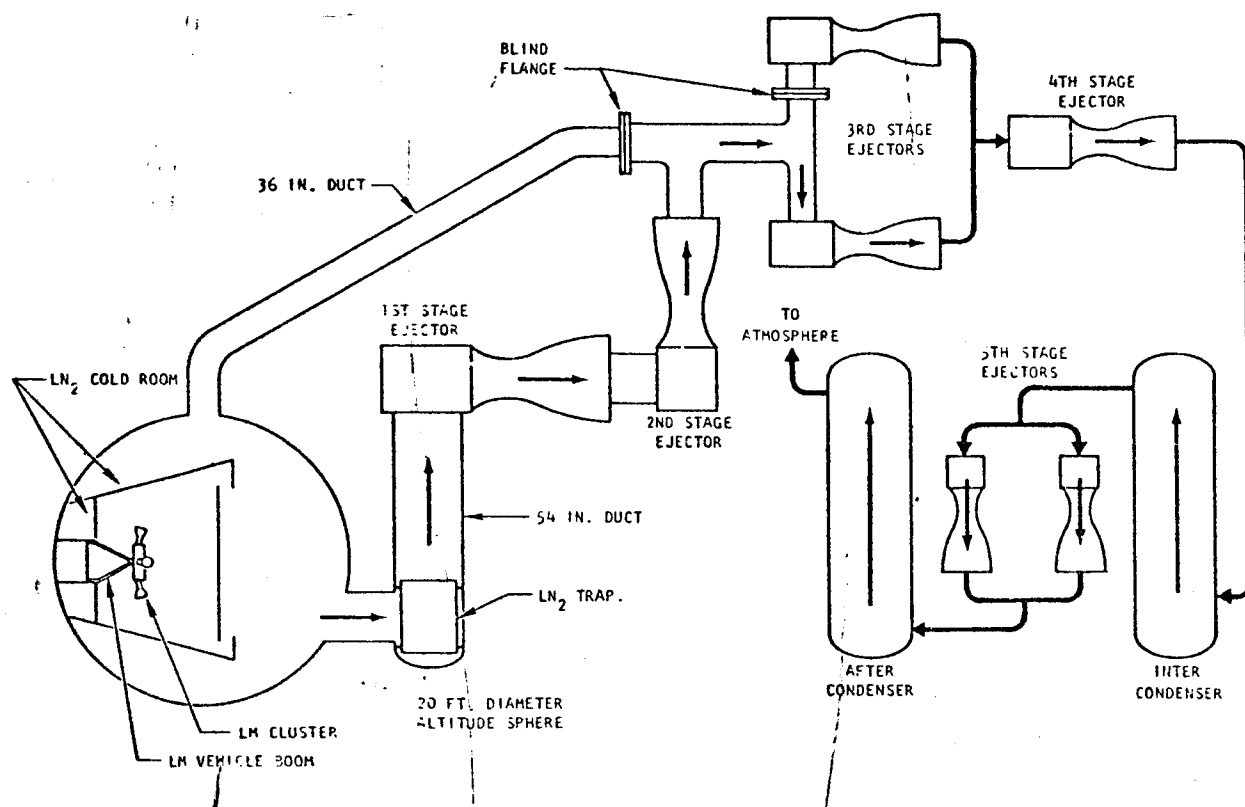 BLIND
FLANGE
4TH STAGE
EJECTOR
3RD STAGE
EJECTORS
36 IN. DUCT
1ST STAGE
EJECTOR
TO
ATMOSPHERE
5TH STAGE
EJECTORS
LN2 COLD ROOM
2ND STAGE
EJECTOR
54 IN. DUCT
LN2 TRAP.
AFTER
CONDENSER
INTER
CONDENSER
20 FT. DIAMETER
ALTITUDE SPHERE
LM CLUSTER
LM VEHICLE BOOM